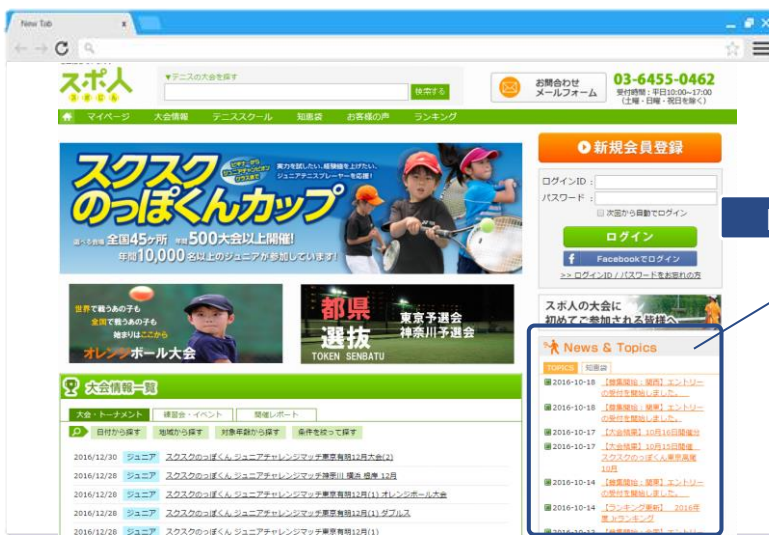 New Tab
x
スポ人
すぽじん
▼テニスの大会を探す
検索する
お問合わせ
メールフォーム
03-6455-0462
受付時間：平日10:00~17:00
(土曜・日曜・祝日を除く)
マイページ 大会情報 テニススクール 知恵袋 お客様の声 ランキング
スクスク
のっぽくんカップ
実力を試したい、経験値を上げたい、
ジュニアテニスプレーヤーを応援!
全国45ヶ所 年間500大会以上開催!
年間10,000名以上のジュニアが参加しています!
新規会員登録
ログインID：
パスワード：
次回から自動でログイン
ログイン
f Facebookでログイン
>> ログインID / パスワードをお忘れの方
世界で戦うあの子も
全国で戦うあの子も
始まりはここから
オレンジボール大会
都県
選抜
TOKEN SENBATU
東京予選会
神奈川予選会
スポ人の大会に
初めてご参加される皆様へ
News & Topics
TOPICS 知恵袋
2016-10-18 【募集開始：関西】エントリー
の受付を開始しました。
2016-10-18 【募集開始：関東】エントリー
の受付を開始しました。
2016-10-17 【大会結果】10月16日開催分
2016-10-17 【大会結果】10月15日開催
スクスクのっぽくん東京高尾
10月
2016-10-14 【募集開始：関東】エントリー
の受付を開始しました。
2016-10-14 【ランキング更新】 2016年
度 Jrランキング
大会情報一覧
大会・トーナメント 練習会・イベント 開催レポート
日付から探す 地域から探す 対象年齢から探す 条件を絞って探す
2016/12/30 ジュニア スクスクのっぽくん ジュニアチャレンジマッチ東京有明12月大会(2)
2016/12/28 ジュニア スクスクのっぽくん ジュニアチャレンジマッチ神奈川 横浜 根岸 12月
2016/12/28 ジュニア スクスクのっぽくん ジュニアチャレンジマッチ東京有明12月(1) オレンジボール大会
2016/12/28 ジュニア スクスクのっぽくん ジュニアチャレンジマッチ東京有明12月(1) ダブルス
2016/12/28 ジュニア スクスクのっぽくん ジュニアチャレンジマッチ東京有明12月(1)